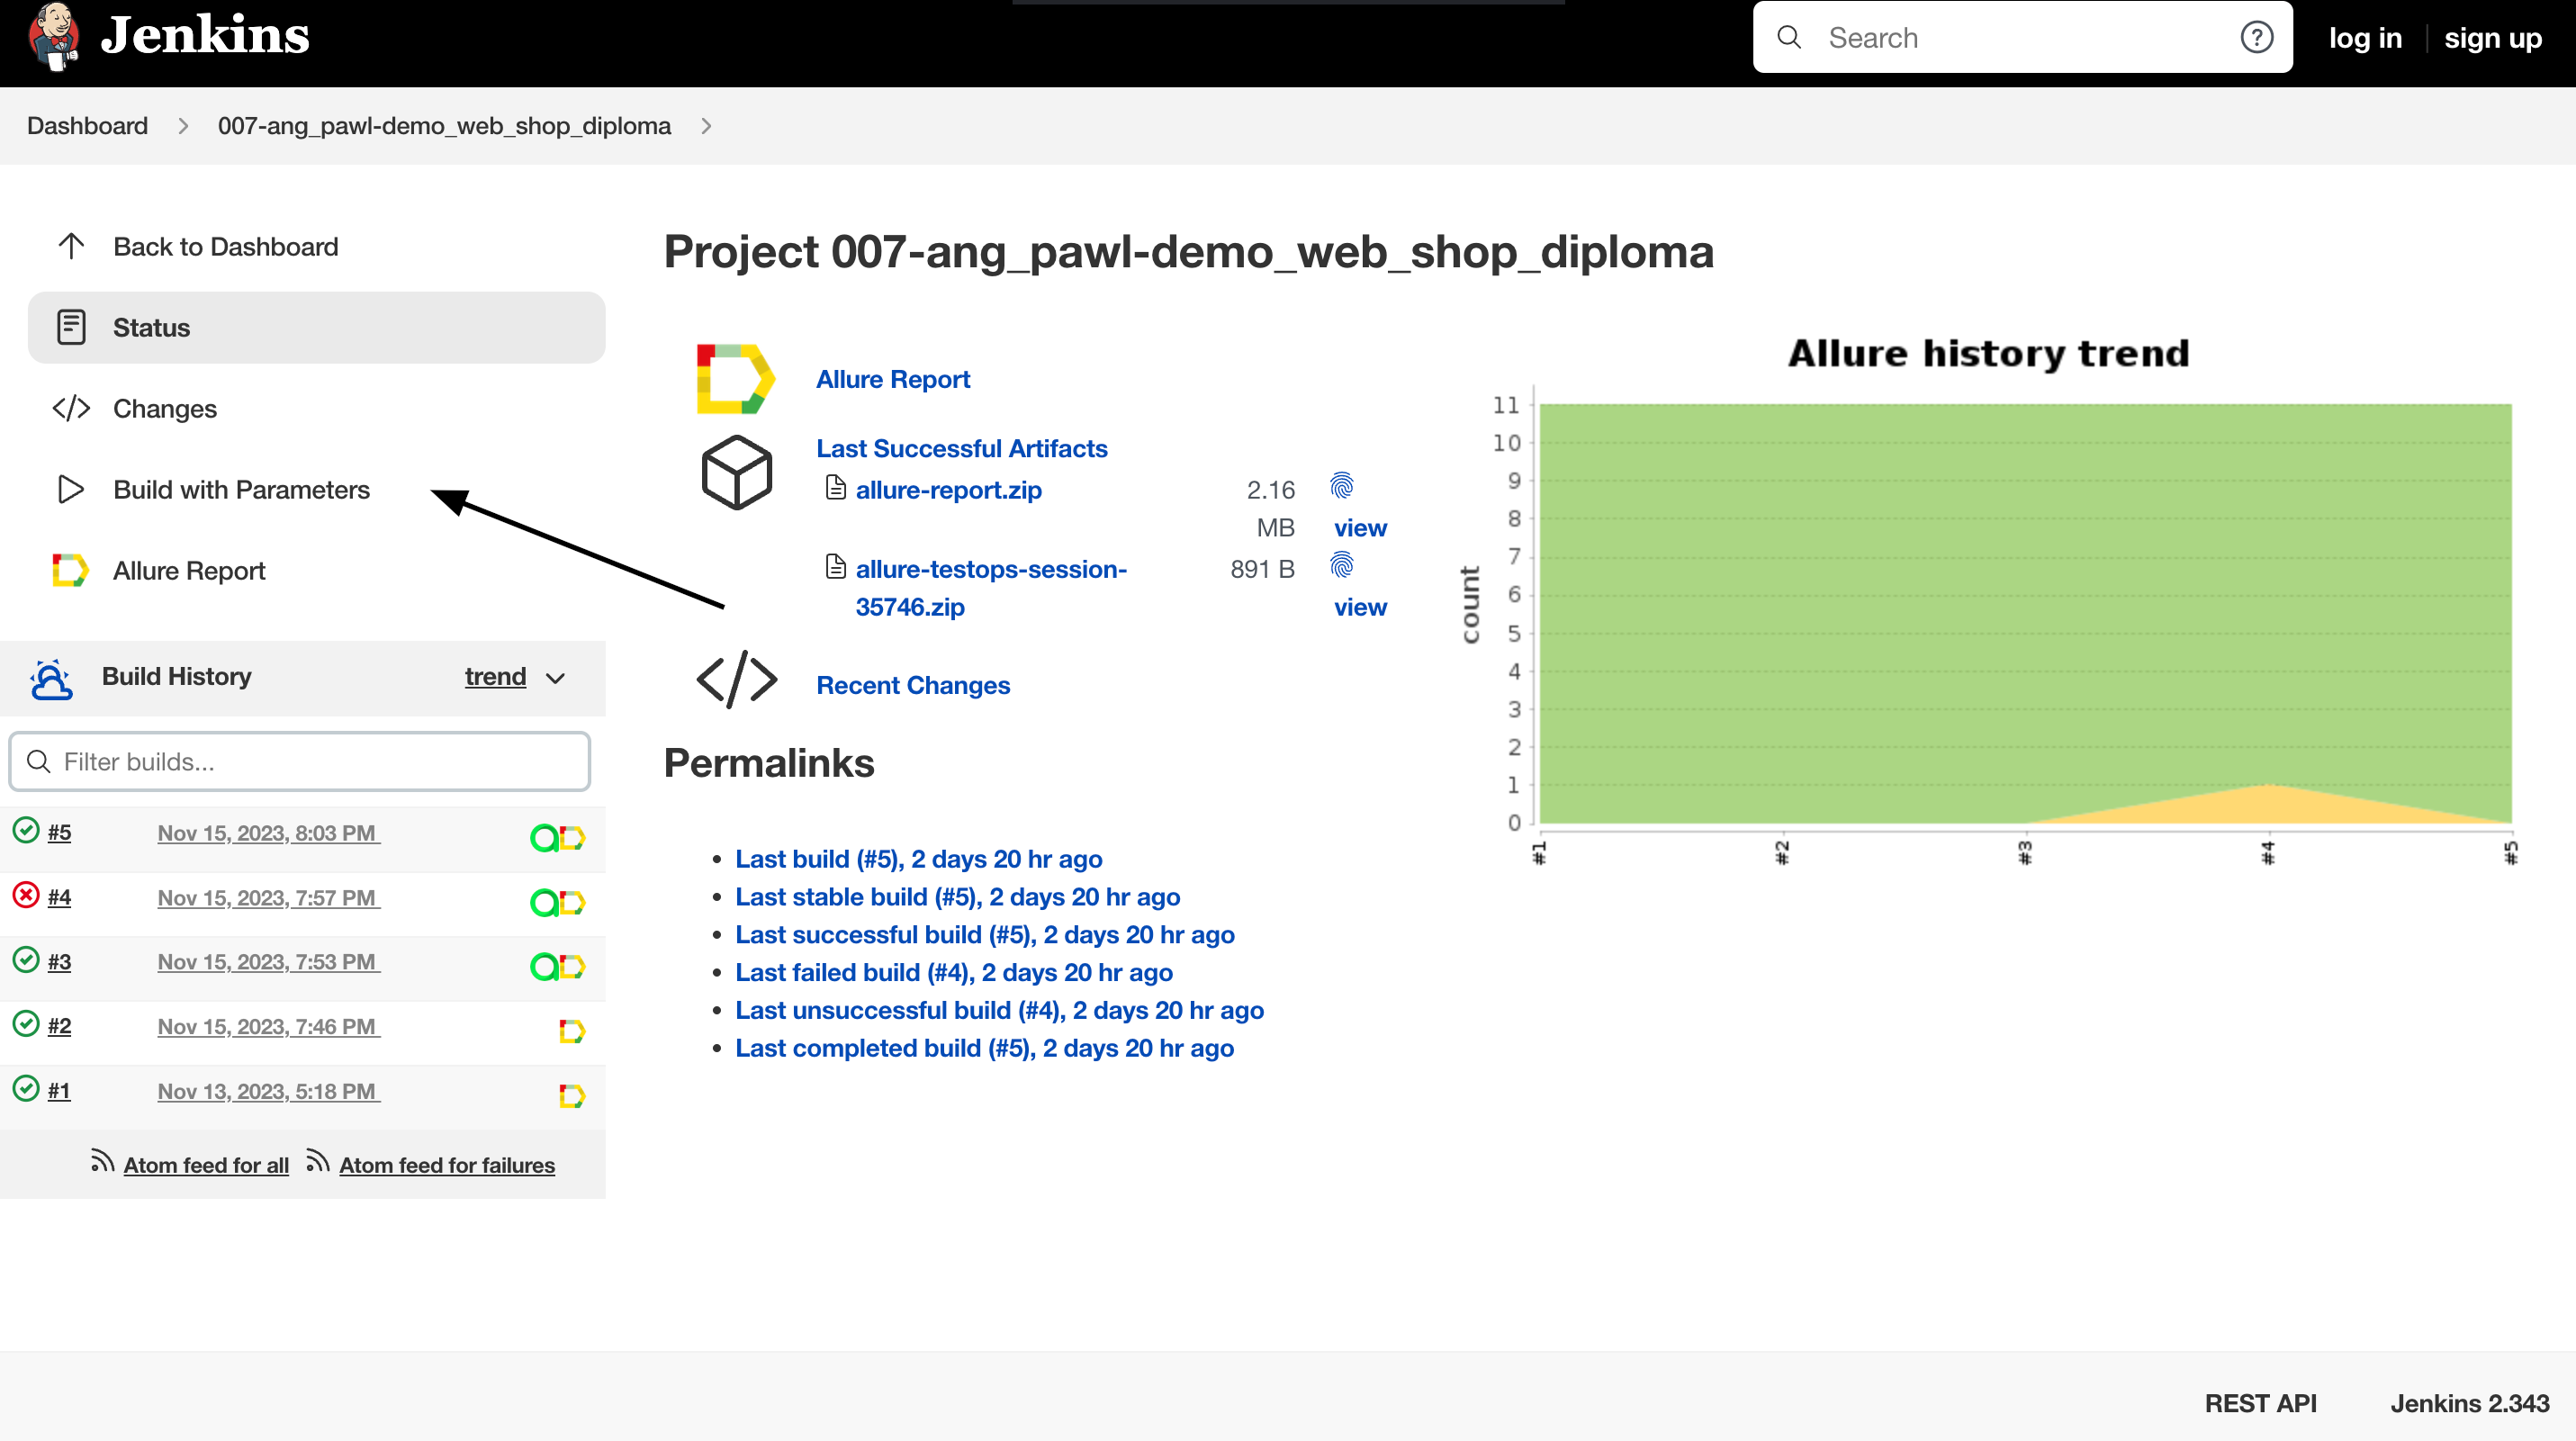 Jenkins
Search
log in
sign up
Dashboard
007-ang_pawl-demo_web_shop_diploma
Back to Dashboard
Status
Changes
Build with Parameters
Allure Report
Build History
trend
Filter builds...
#5 Nov 15, 2023, 8:03 PM
#4 Nov 15, 2023, 7:57 PM
#3 Nov 15, 2023, 7:53 PM
#2 Nov 15, 2023, 7:46 PM
#1 Nov 13, 2023, 5:18 PM
Atom feed for all
Atom feed for failures
Project 007-ang_pawl-demo_web_shop_diploma
Allure Report
Last Successful Artifacts
allure-report.zip 2.16
MB view
allure-testops-session- 891 B
35746.zip view
Recent Changes
Permalinks
Last build (#5), 2 days 20 hr ago
Last stable build (#5), 2 days 20 hr ago
Last successful build (#5), 2 days 20 hr ago
Last failed build (#4), 2 days 20 hr ago
Last unsuccessful build (#4), 2 days 20 hr ago
Last completed build (#5), 2 days 20 hr ago
Allure history trend
11
10
9
8
7
6
5
4
3
2
1
0
count
#1 #2 #3 #4 #5
REST API
Jenkins 2.343